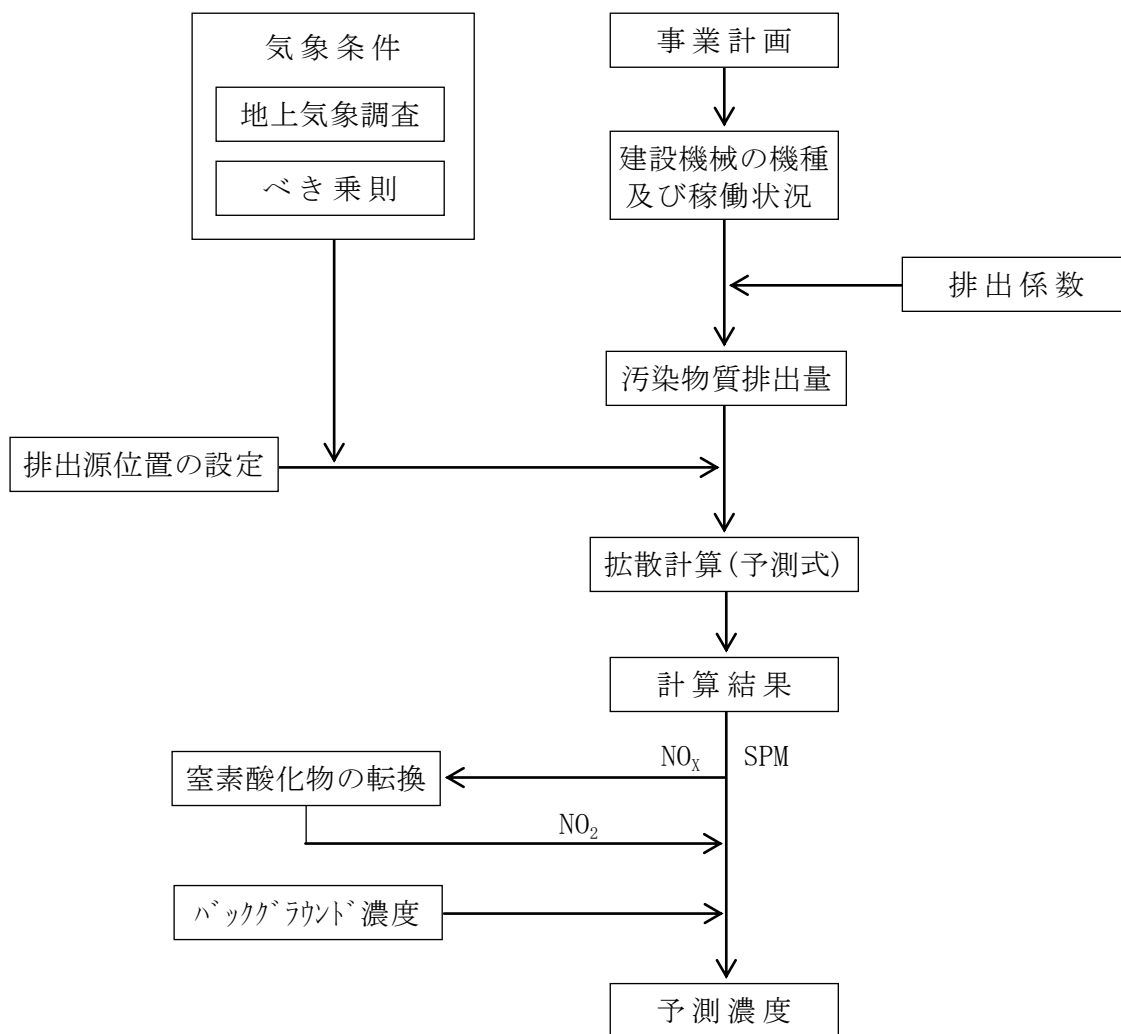 気象条件
地上気象調査
べき乗則
事業計画
建設機械の機種
及び稼働状況
排出係数
汚染物質排出量
排出源位置の設定
拡散計算(予測式)
計算結果
NOX
SPM
窒素酸化物の転換
NO2
ﾊﾞｯｸｸﾞﾗｳﾝﾄﾞ濃度
予測濃度